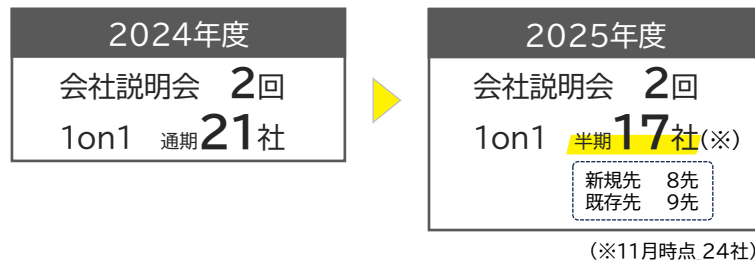 2024年度
会社説明会 2回
1on1 通期21社
2025年度
会社説明会 2回
1on1 半期17社(※)
新規先 8先
既存先 9先
(※11月時点_24社)